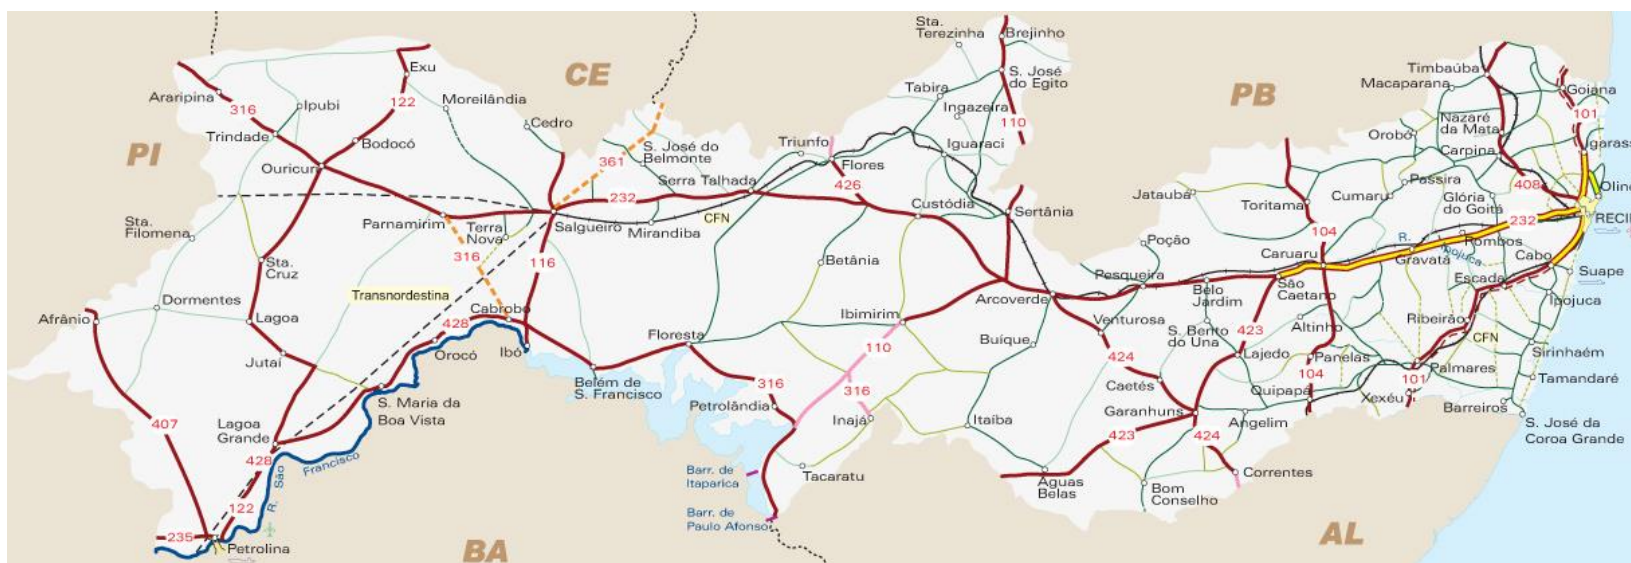 Sta.
Terezinha
Brejinho
Exu
CE
S. José
do Egito
Timbaúba
Macaparana
Goiana
Araripina
316
Ipubi
122
Moreilândia
Tabira
Ingazeira
110
PB
101
Trindade
Cedro
Bodocó
PI
Ouricuri
361
S. José do
Belmonte
Triunfo
Flores
Iguaraci
Orobó
Nazaré
da Mata
Carpina
Igarass
Serra Talhada
426
232
Custódia
Sertânia
Jataubá
Toritama
Cumaru
Passira
Glória
do Goitá
408
Olin
RECI
232
Parnamirim
Terra
Nova
Salgueiro
Mirandiba
CFN
Sta.
Filomena
316
116
Betânia
Poção
104
Caruaru
R.
Ipojuca
Gravatá
Pombos
Cabo
Sta.
Cruz
Transnordestina
Pesqueira
Escada
Suape
Dormentes
Cabrobó
Arcoverde
Belo
Jardim
São
Caetano
Ipojuca
Afrânio
Lagoa
428
Ibimirim
Venturosa
S. Bento
do Una
423
Altinho
Ribeirão
CFN
Orocó
Ibó
Floresta
110
Buíque
424
Lajedo
Panelas
Sirinhaém
Jutaí
Belém de
S. Francisco
316
316
Caetés
104
101
Palmares
Tamandaré
S. Maria da
Boa Vista
Petrolândia
Inajá
Itaíba
Garanhuns
Quipapá
Xexéu
Barreiros
407
Lagoa
Grande
Angelim
S. José da
Coroa Grande
428
R. São
Francisco
423
424
Barr. de
Itaparica
Tacaratu
Águas
Belas
Bom
Conselho
Correntes
122
Barr. de
Paulo Afonso
235
Petrolina
BA
AL